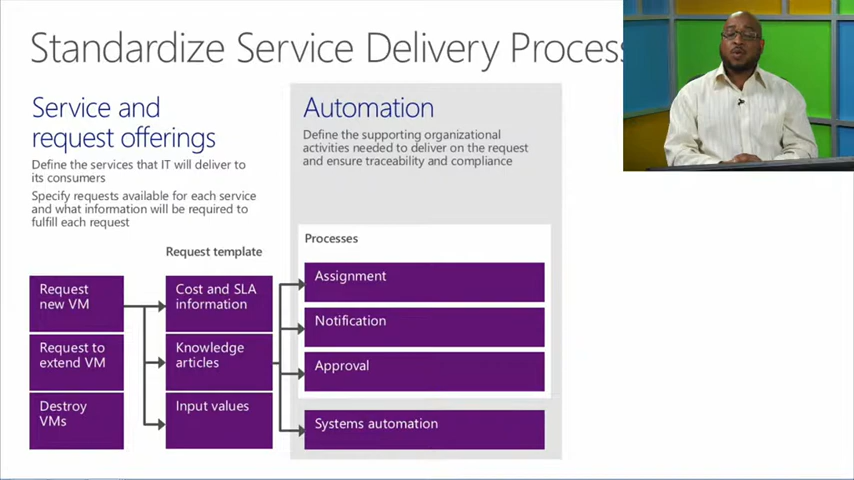 Standardize Service Delivery Process
Service and
request offerings
Define the services that IT will deliver to
its consumers
Specify requests available for each service
and what information will be required to
fulfill each request
Automation
Define the supporting organizational
activities needed to deliver on the request
and ensure traceability and compliance
Request template
Processes
Request
new VM
Request to
extend VM
Destroy
VMs
Cost and SLA
information
Knowledge
articles
Input values
Assignment
Notification
Approval
Systems automation